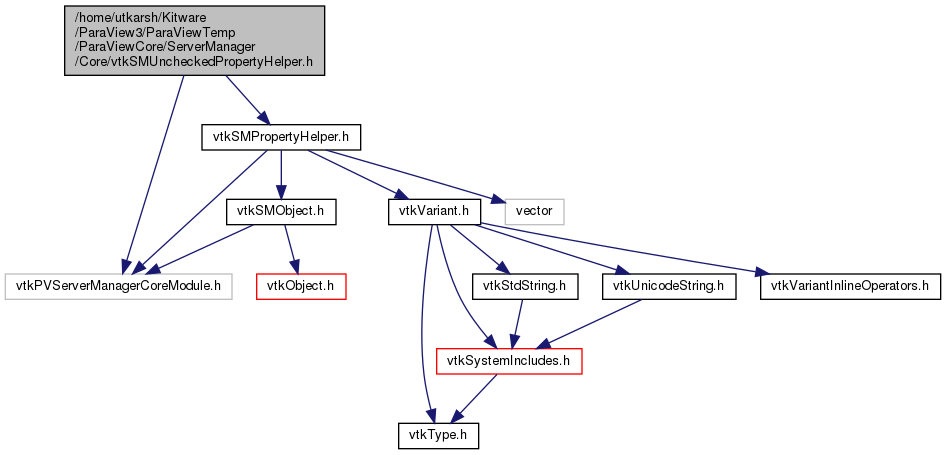 /home/utkarsh/Kitware
/ParaView3/ParaViewTemp
/ParaViewCore/ServerManager
/Core/vtkSMUncheckedPropertyHelper.h
vtkSMPropertyHelper.h
vtkSMObject.h
vtkVariant.h
vector
vtkPVServerManagerCoreModule.h
vtkObject.h
vtkStdString.h
vtkUnicodeString.h
vtkVariantInlineOperators.h
vtkSystemIncludes.h
vtkType.h